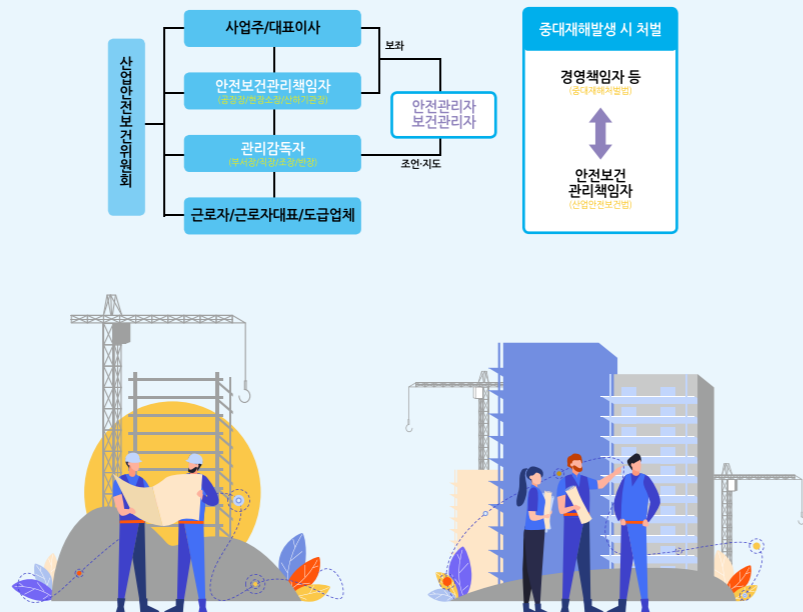 산업안전보건위원회
사업주/대표이사
안전보건관리책임자
(공장장/현장소장/산하기관장)
관리감독자
(부서장/직장/조장/반장)
근로자/근로자대표/도급업체
보좌
안전관리자
보건관리자
조언·지도
중대재해발생 시 처벌
경영책임자 등
(중대재해처벌법)
안전보건
관리책임자
(산업안전보건법)